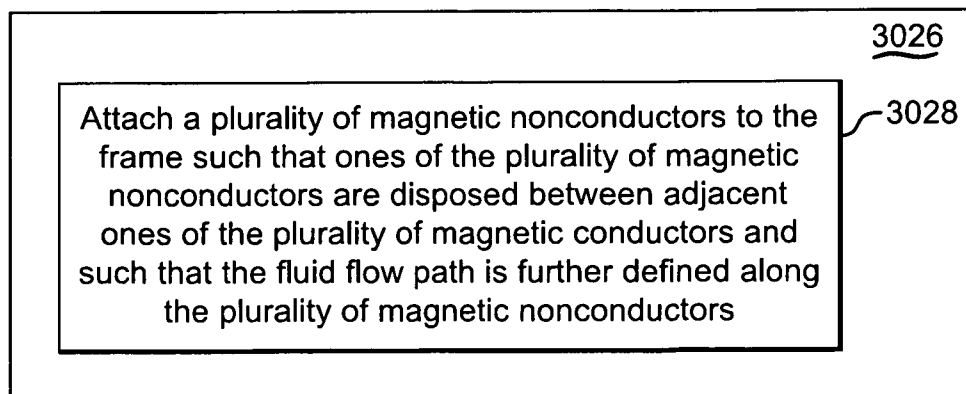 3026
Attach a plurality of magnetic nonconductors to the
frame such that ones of the plurality of magnetic
nonconductors are disposed between adjacent
ones of the plurality of magnetic conductors and
such that the fluid flow path is further defined along
the plurality of magnetic nonconductors
3028